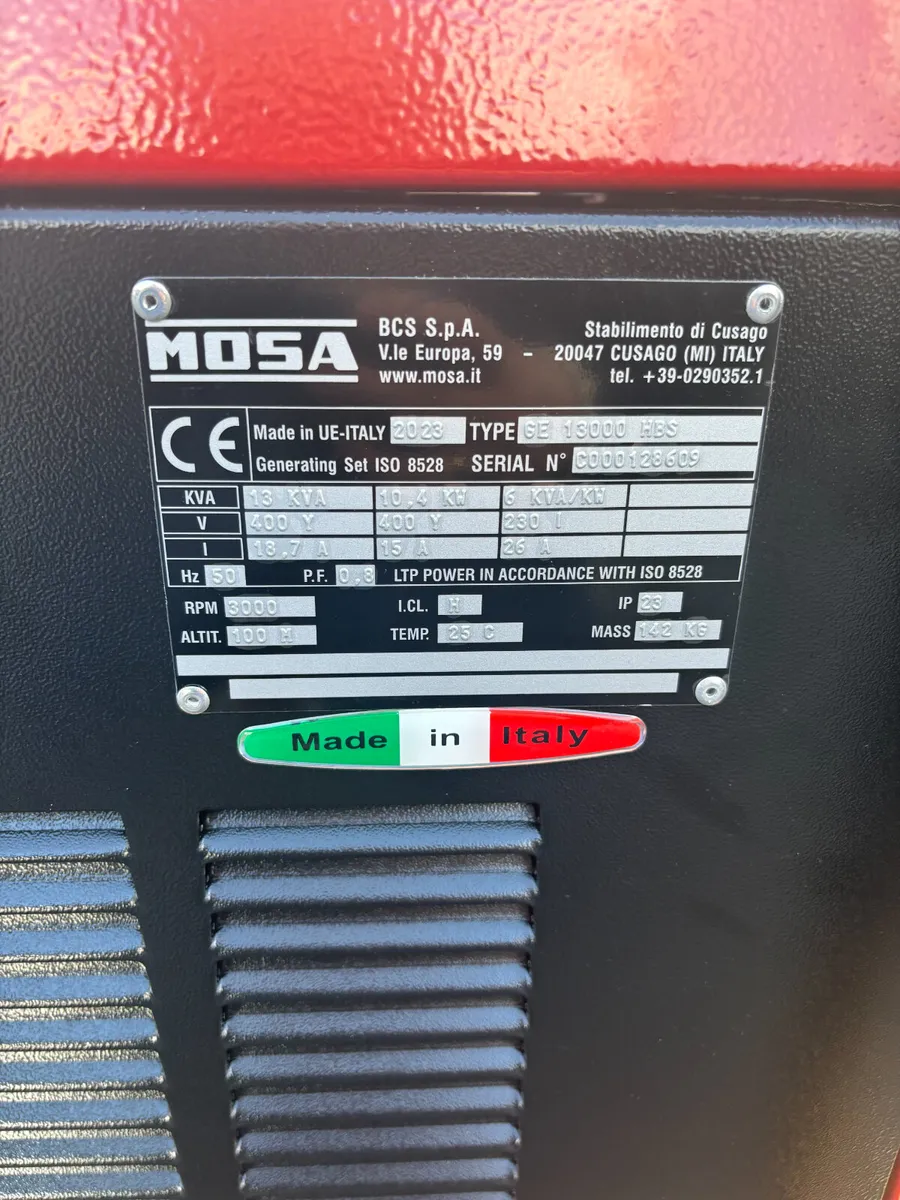 MOSA
BCS S.p.A.
V.le Europa, 59 - 20047 CUSAGO (MI) ITALY
Stabilimento di Cusago
www.mosa.it
tel. +39-0290352.1
CE Made in UE-ITALY 2023 TYPE GE 13000 HBS
Generating Set ISO 8528 SERIAL N° C000128609
KVA 13 KVA 10,4 KW 6 KVA/KW
V 400 Y 400 Y 230 I
I 18,7 A 15 A 26 A
Hz 50 P.F. 0,8 LTP POWER IN ACCORDANCE WITH ISO 8528
RPM 3000 I.CL. H IP 23
ALTIT. 100 M TEMP. 25 C MASS 142 KG
Made in Italy